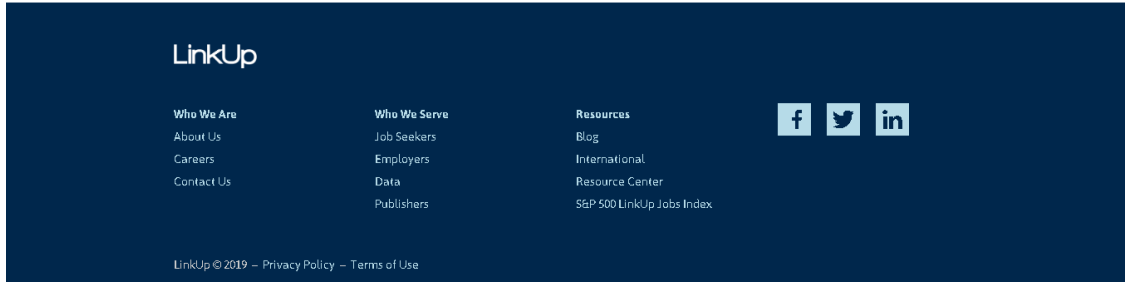 LinkUp
Who We Are
About Us
Careers
Contact Us
Who We Serve
Job Seekers
Employers
Data
Publishers
Resources
Blog
International
Resource Center
S&P 500 LinkUp Jobs Index
LinkUp © 2019 – Privacy Policy – Terms of Use